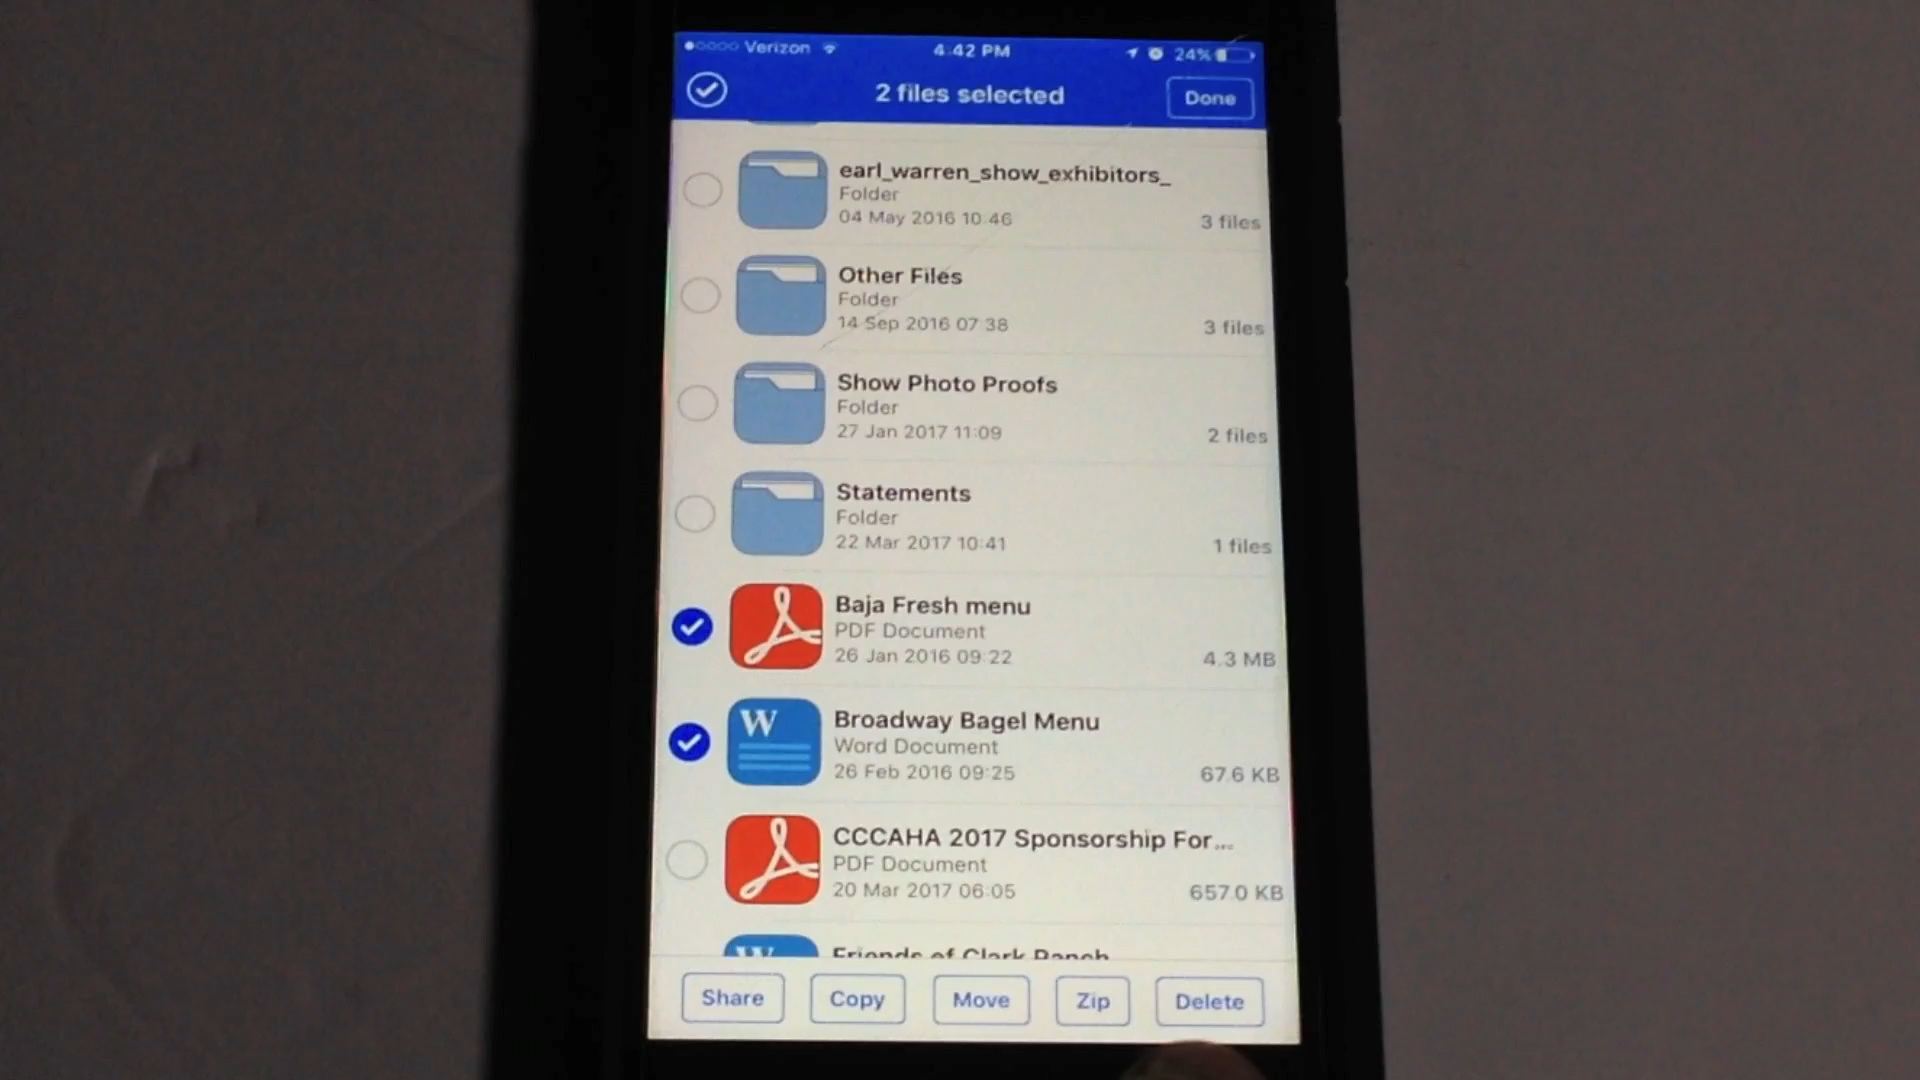 Verizon 4:42 PM 24%
2 files selected Done
earl_warren_show_exhibitors_
Folder
04 May 2016 10:46 3 files
Other Files
Folder
14 Sep 2016 07:38 3 files
Show Photo Proofs
Folder
27 Jan 2017 11:09 2 files
Statements
Folder
22 Mar 2017 10:41 1 files
Baja Fresh menu
PDF Document
26 Jan 2016 09:22 4.3 MB
W
Broadway Bagel Menu
Word Document
26 Feb 2016 09:25 67.6 KB
CCCAHA 2017 Sponsorship For...
PDF Document
20 Mar 2017 06:05 657.0 KB
W
Friends of Clark Ranch
Share Copy Move Zip Delete